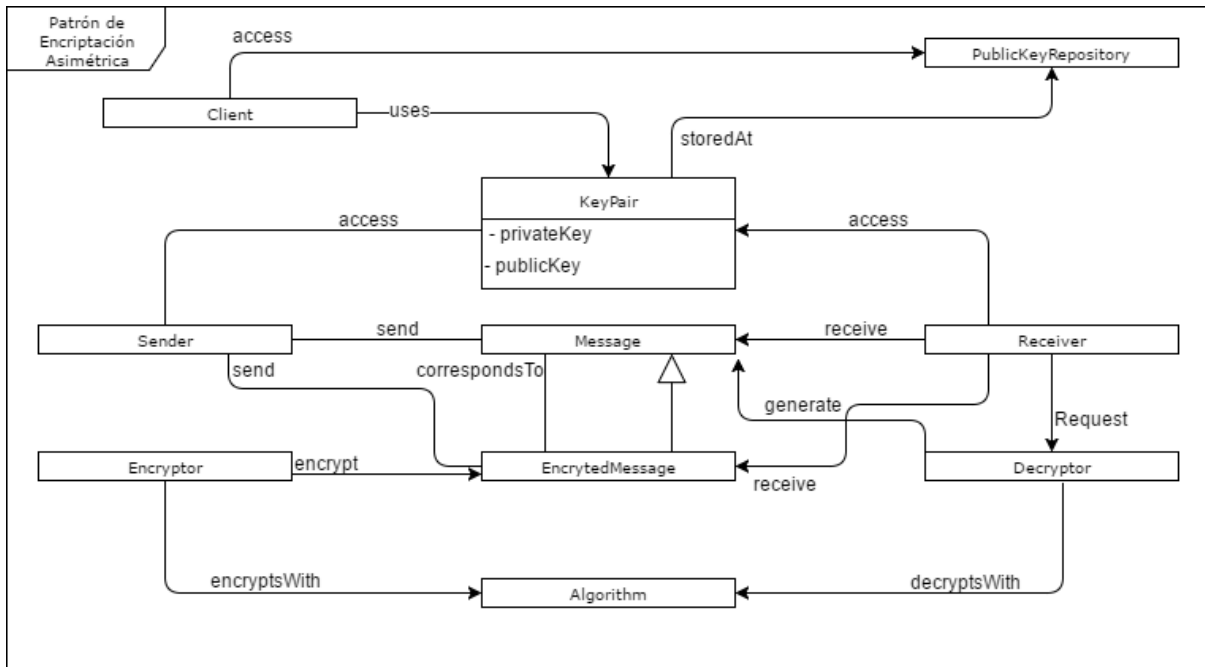 Patrón de
Encriptación
Asimétrica
access
PublicKeyRepository
Client
uses
storedAt
KeyPair
access
access
- privateKey
- publicKey
Sender
send
Message
receive
Receiver
send
correspondsTo
generate
Request
Encryptor
encrypt
EncrytedMessage
receive
Decryptor
encryptsWith
Algorithm
decryptsWith